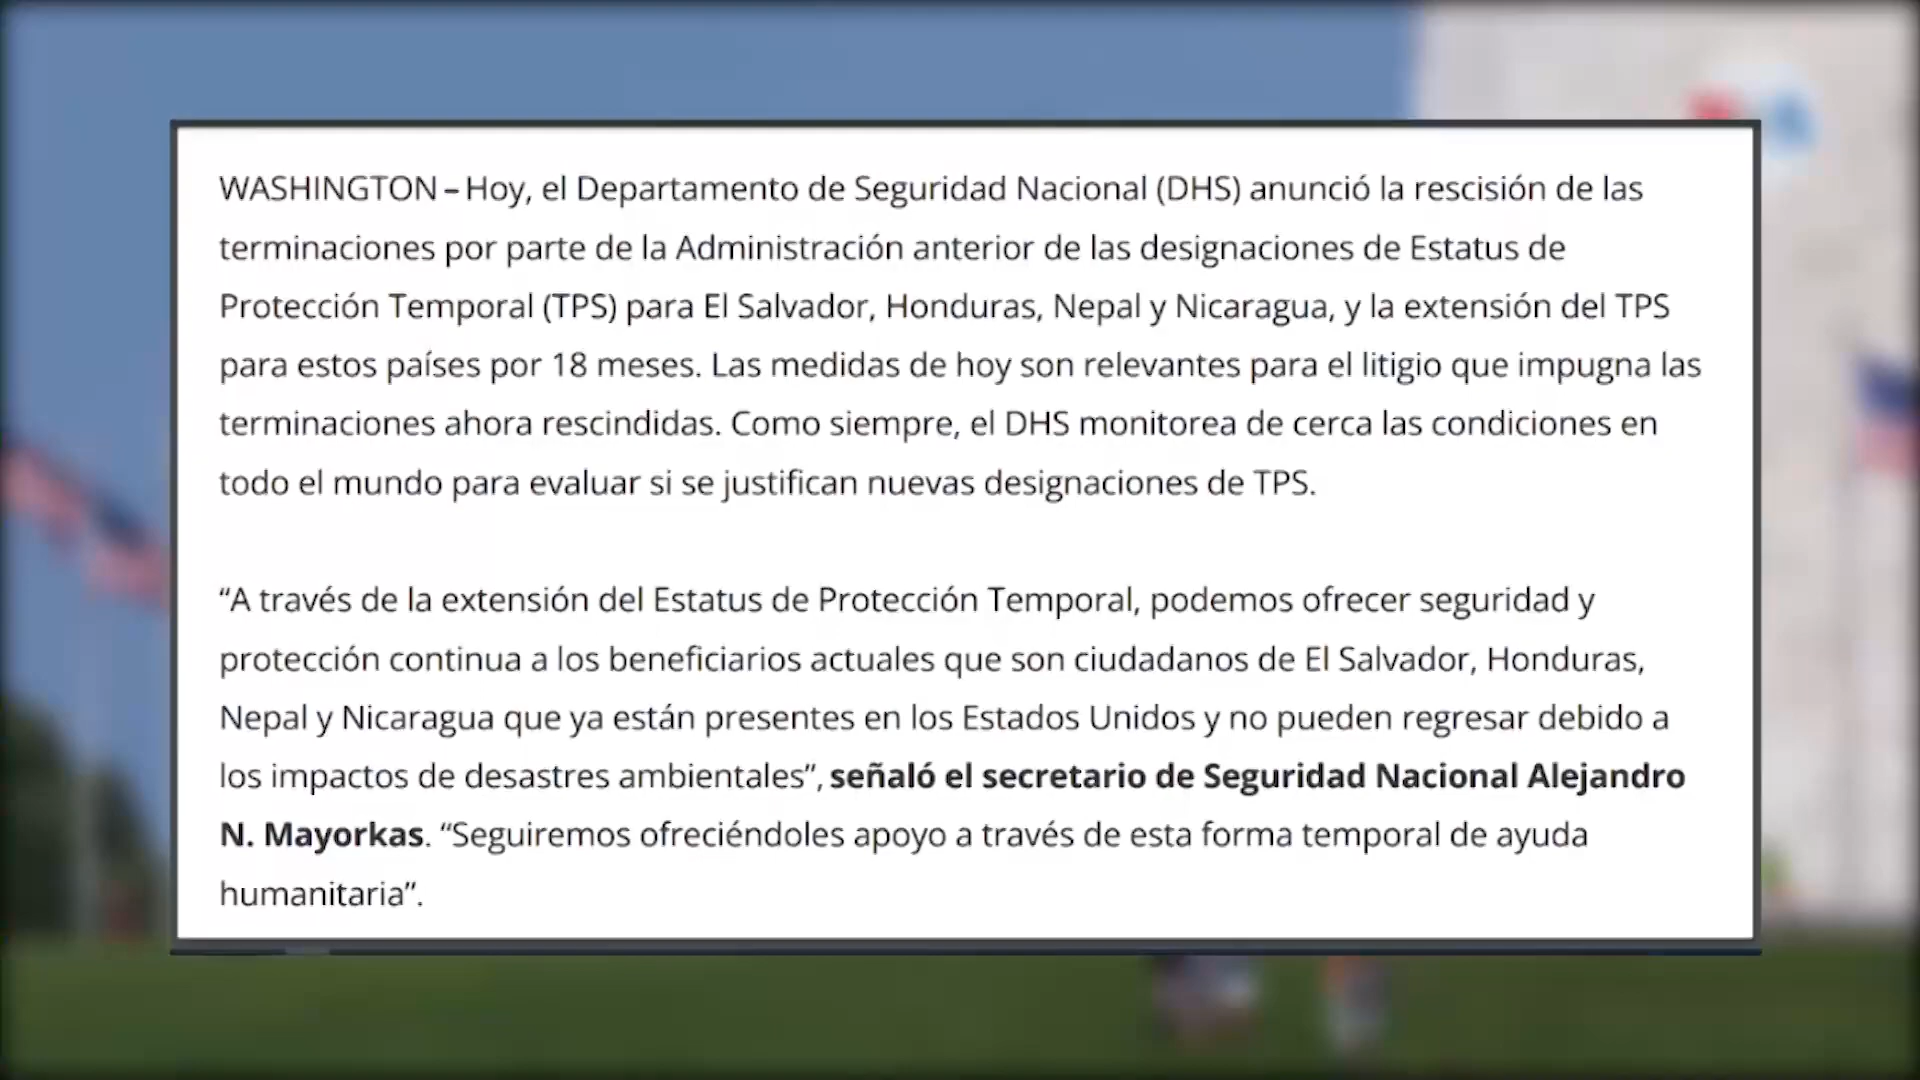 WASHINGTON – Hoy, el Departamento de Seguridad Nacional (DHS) anunció la rescisión de las
terminaciones por parte de la Administración anterior de las designaciones de Estatus de
Protección Temporal (TPS) para El Salvador, Honduras, Nepal y Nicaragua, y la extensión del TPS
para estos países por 18 meses. Las medidas de hoy son relevantes para el litigio que impugna las
terminaciones ahora rescindidas. Como siempre, el DHS monitorea de cerca las condiciones en
todo el mundo para evaluar si se justifican nuevas designaciones de TPS.
“A través de la extensión del Estatus de Protección Temporal, podemos ofrecer seguridad y
protección continua a los beneficiarios actuales que son ciudadanos de El Salvador, Honduras,
Nepal y Nicaragua que ya están presentes en los Estados Unidos y no pueden regresar debido a
los impactos de desastres ambientales”, señaló el secretario de Seguridad Nacional Alejandro
N. Mayorkas. “Seguiremos ofreciéndoles apoyo a través de esta forma temporal de ayuda
humanitaria”.